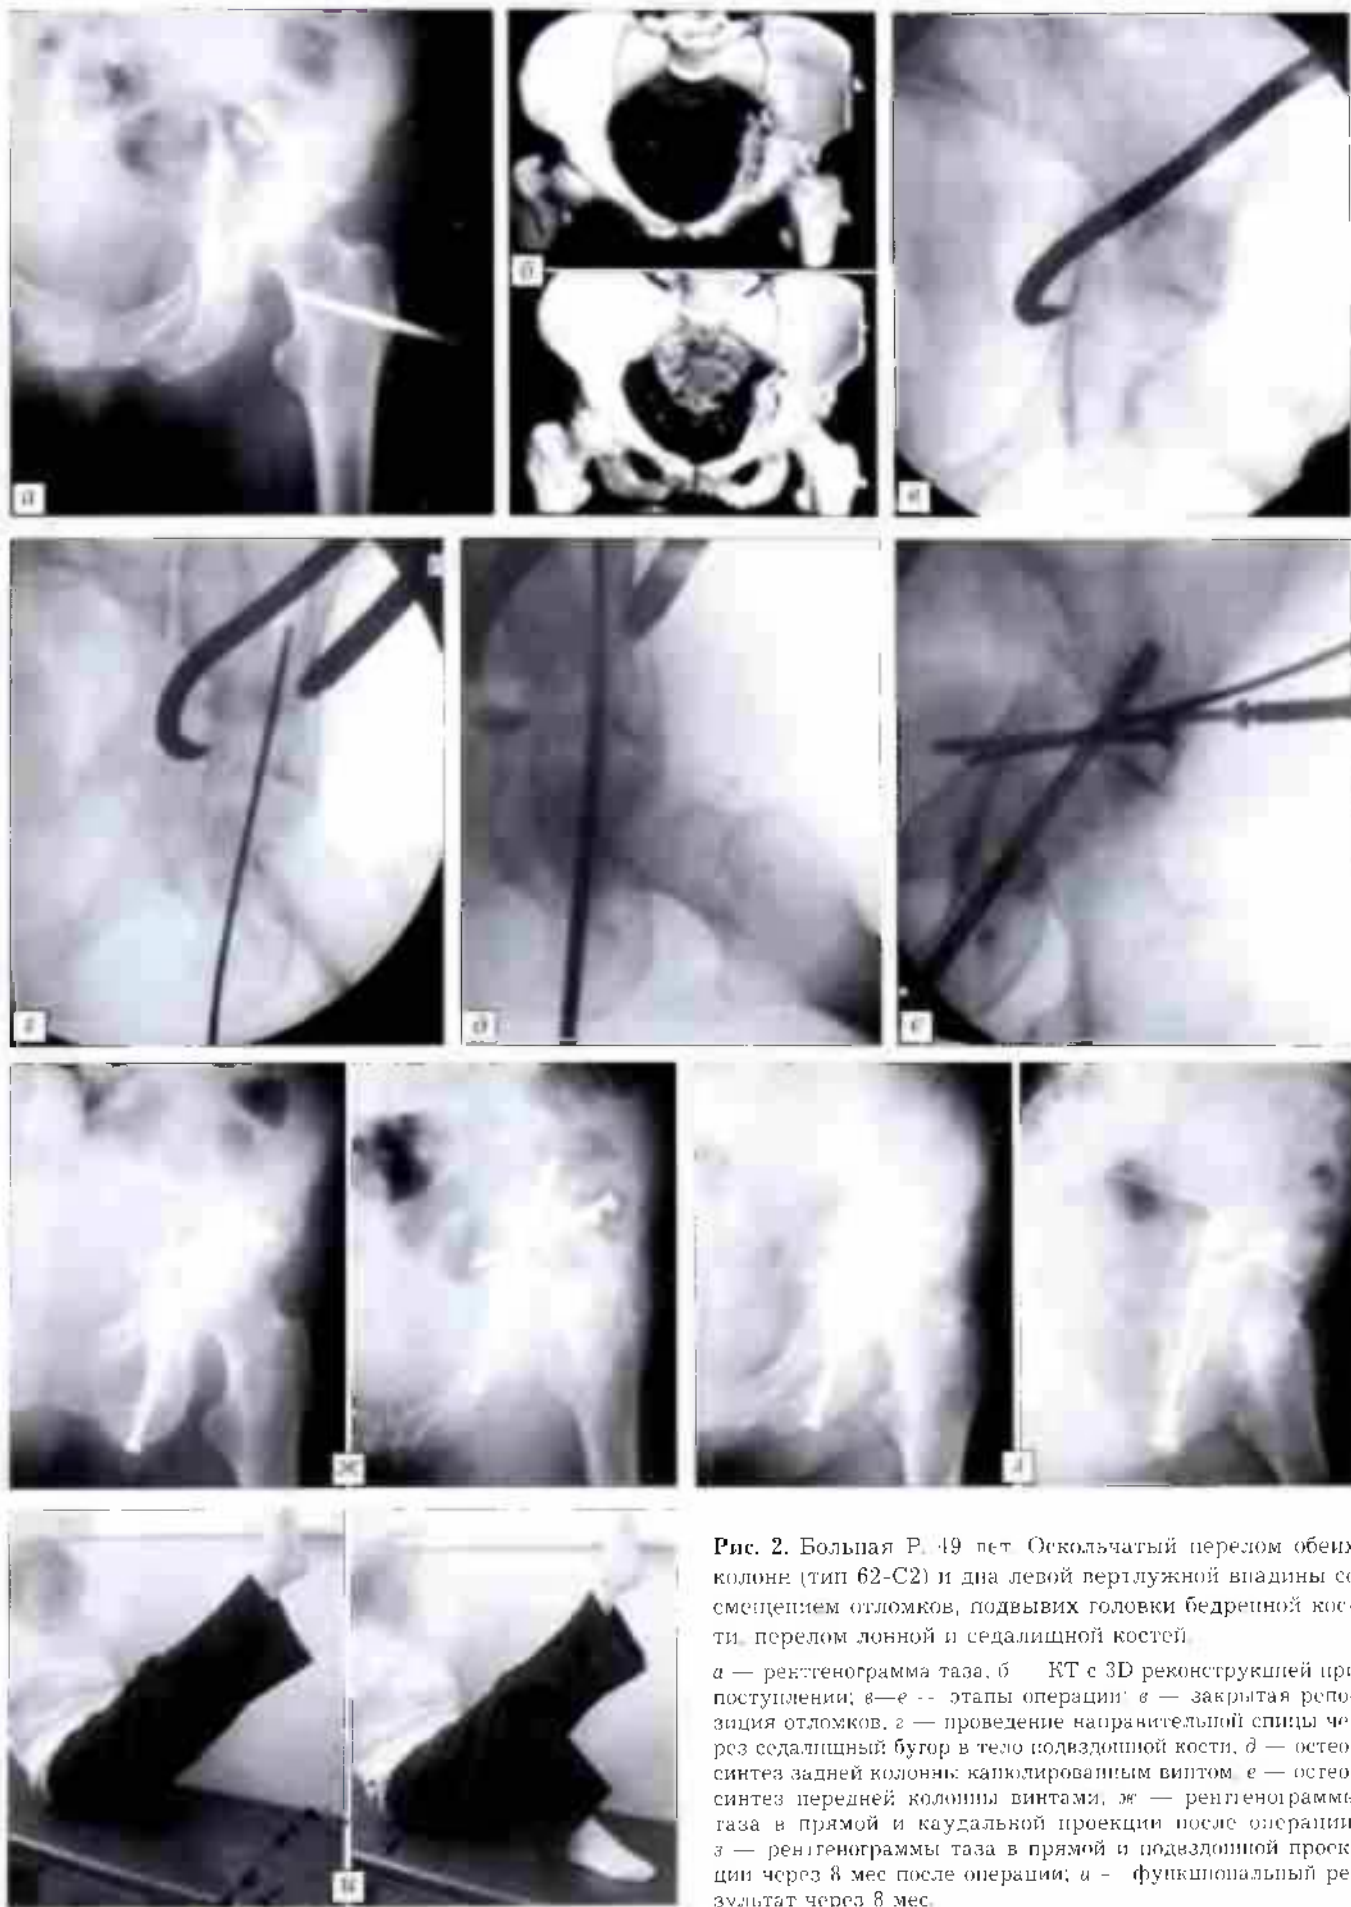 а
б
в
г
д
е
ж
з
и
Рис. 2. Больная Р. 49 лет. Оскольчатый перелом обеих
колонн (тип 62-С2) и дна левой вертлужной впадины со
смещением отломков, подвывих головки бедренной кос-
ти, перелом лонной и седалищной костей.
а — рентгенограмма таза, б — КТ с 3D реконструкцией при
поступлении; в—е -- этапы операции: в — закрытая репо-
зиция отломков, г — проведение направительной спицы че-
рез седалищный бугор в тело подвздошной кости, д — остео-
синтез задней колонны канюлированным винтом, е — остео-
синтез передней колонны винтами, ж — рентгенограммы
таза в прямой и каудальной проекции после операции;
з — рентгенограммы таза в прямой и подвздошной проек-
ции через 8 мес после операции; и - функциональный ре-
зультат через 8 мес.